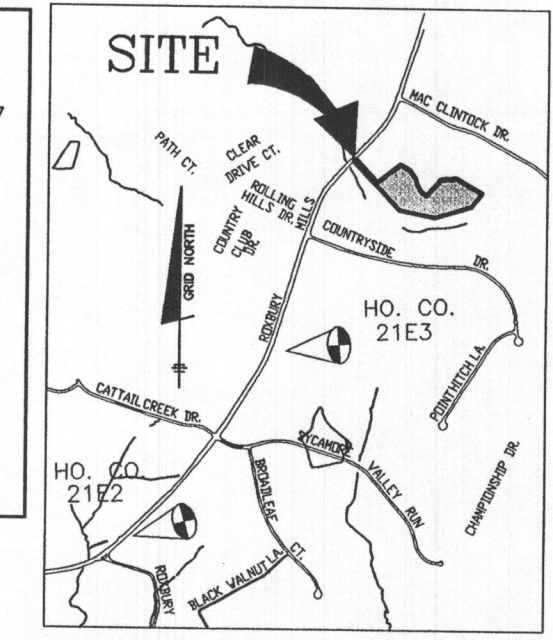 SITE
MAC CLINTOCK DR.
PATH CT.
CLEAR
DRIVE CT.
ROLLING
HILLS DR.
COUNTRY
CLUB
DR.
MILLS
GRID NORTH
COUNTRYSIDE
DR.
ROXBURY
HO. CO.
21E3
POINTHITCH LA.
CATTAIL CREEK DR.
SYCAMORE
VALLEY RUN
CHAMPIONSHIP DR.
HO. CO.
21E2
BROADLEAF
CT.
BLACK WALNUT LA.
ROXBURY